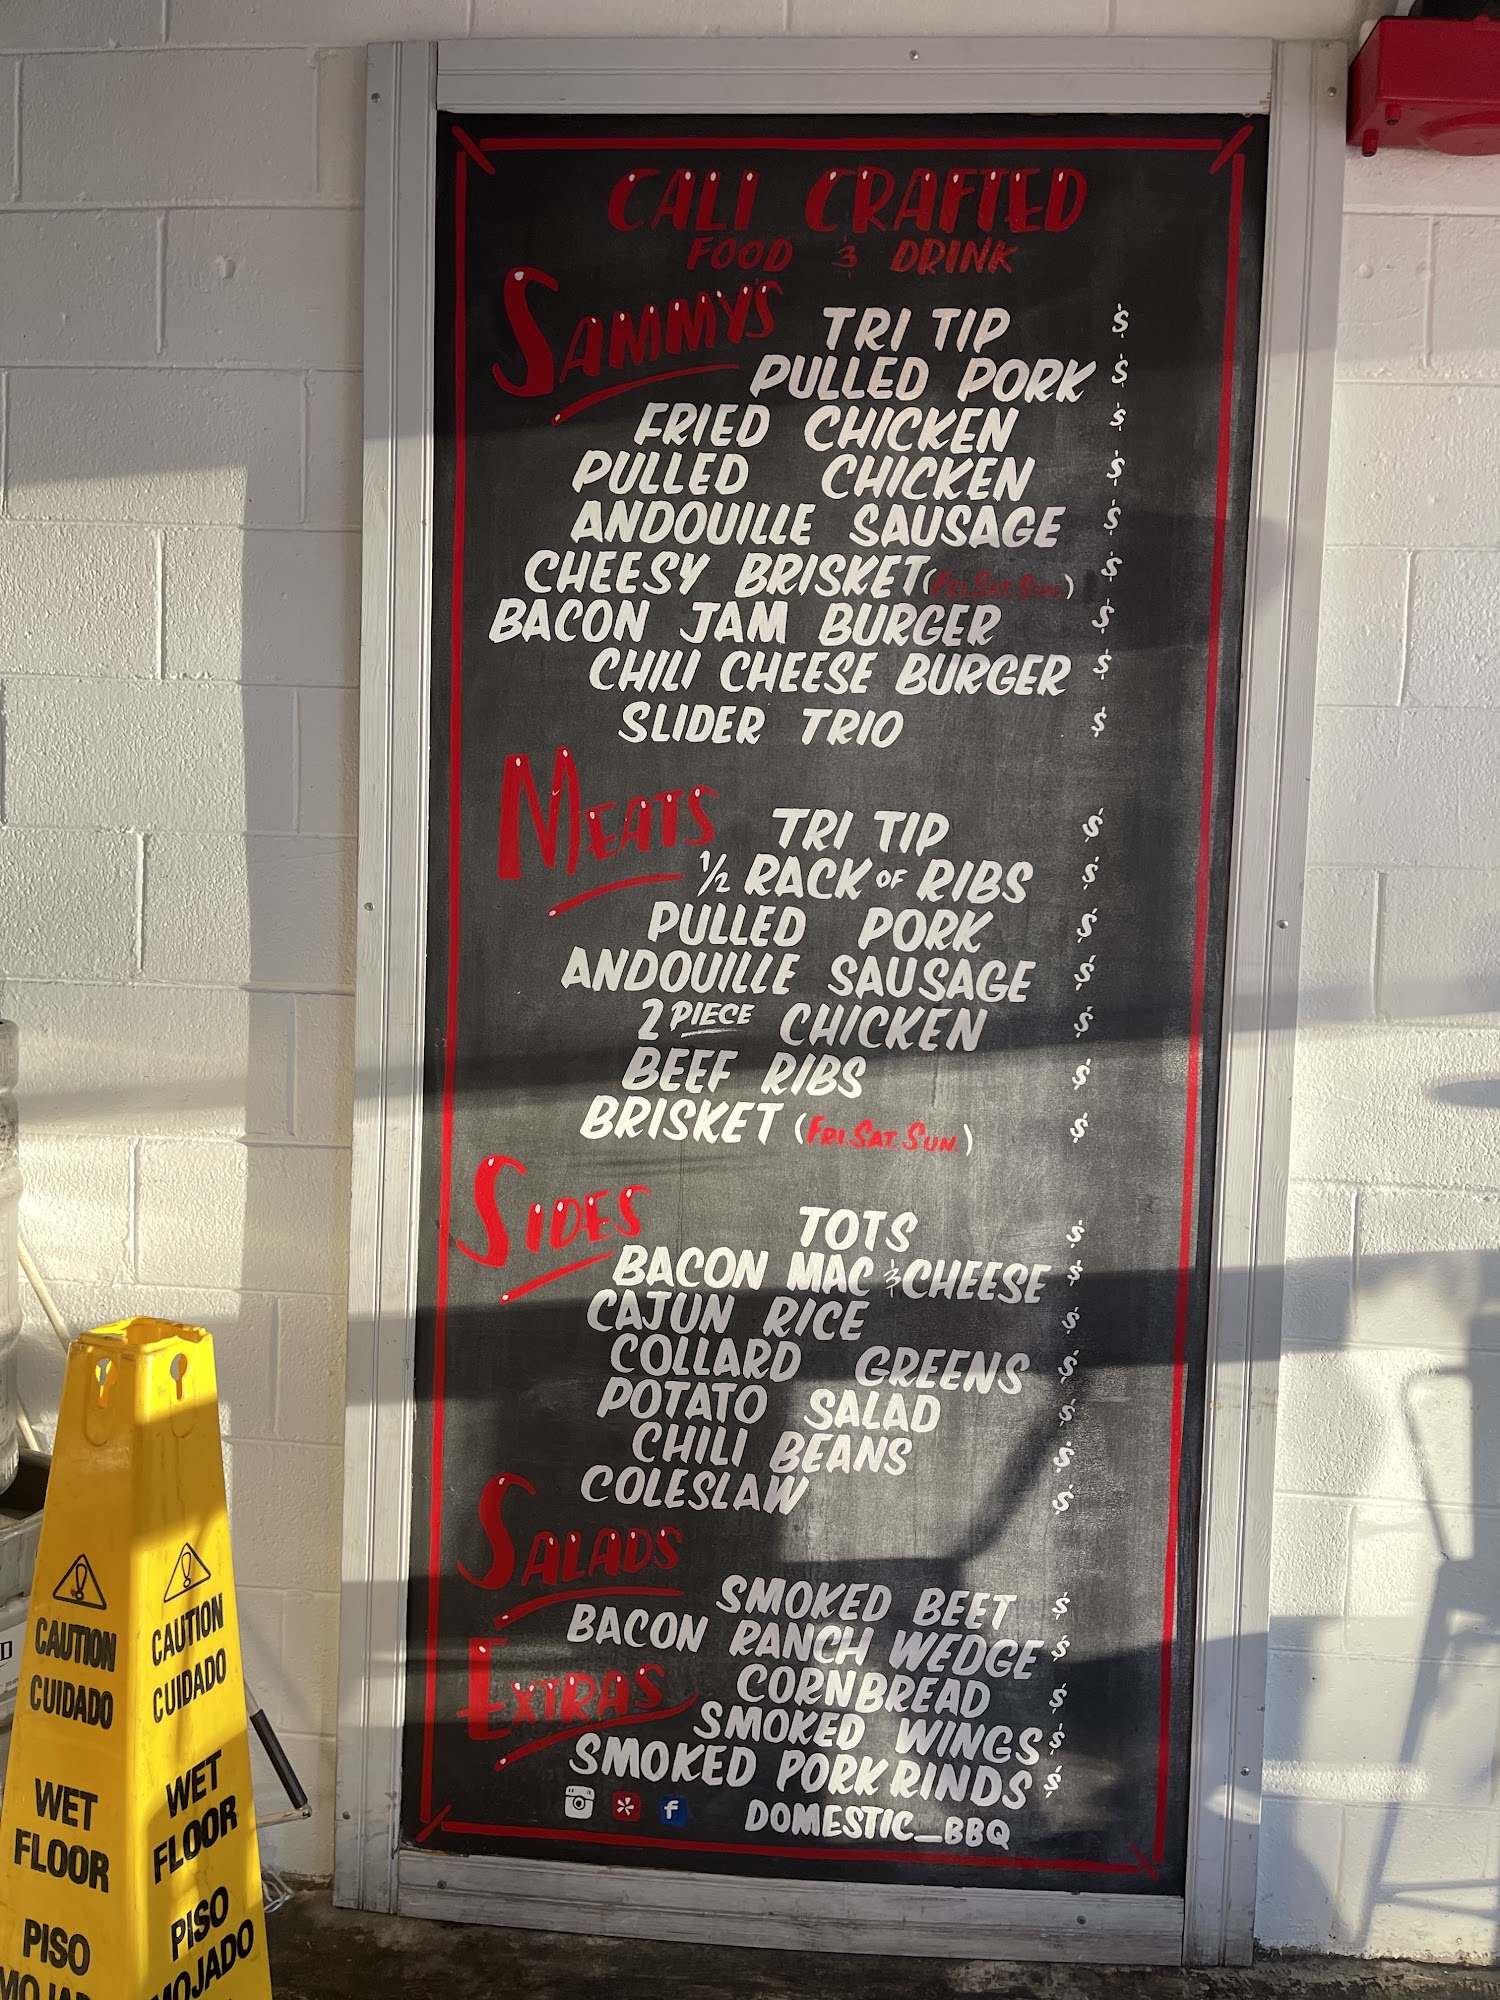 CALI CRAFTED
FOOD & DRINK
SAMMY'S
TRI TIP $
PULLED PORK $
FRIED CHICKEN $
PULLED CHICKEN $
ANDOUILLE SAUSAGE $
CHEESY BRISKET (FRI. SAT. SUN.) $
BACON JAM BURGER $
CHILI CHEESE BURGER $
SLIDER TRIO $
MEATS
TRI TIP $
½ RACK OF RIBS $
PULLED PORK $
ANDOUILLE SAUSAGE $
2 PIECE CHICKEN $
BEEF RIBS $
BRISKET (FRI. SAT. SUN.) $
SIDES
TOTS $
BACON MAC & CHEESE $
CAJUN RICE $
COLLARD GREENS $
POTATO SALAD $
CHILI BEANS $
COLESLAW $
SALADS
SMOKED BEET $
BACON RANCH WEDGE $
EXTRAS
CORNBREAD $
SMOKED WINGS $
SMOKED PORK RINDS $
f DOMESTIC_BBQ
CAUTION
CUIDADO
WET
FLOOR
PISO
CAUTION
CUIDADO
WET
FLOOR
PISO
MOJADO